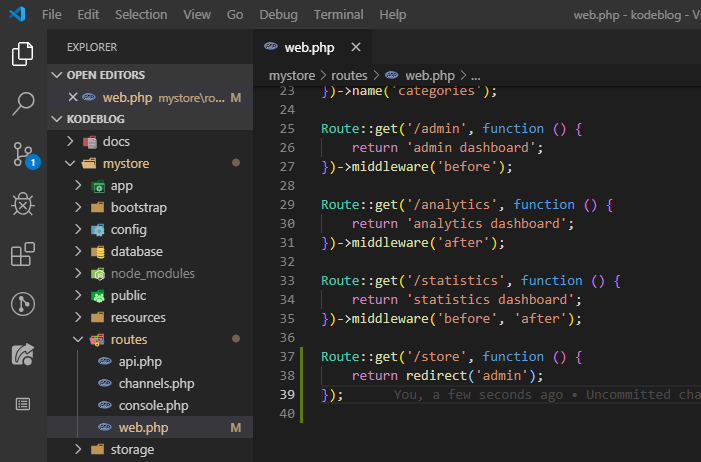 File Edit Selection View Go Debug Terminal Help web.php - kodeblog - Vi
EXPLORER
OPEN EDITORS
web.php mystore\ro... M
KODEBLOG
docs
mystore
app
bootstrap
config
database
node_modules
public
resources
routes
api.php
channels.php
console.php
web.php M
storage
1
web.php
mystore > routes > web.php > ...
23 })->name('categories');
24
25 Route::get('/admin', function () {
26 return 'admin dashboard';
27 })->middleware('before');
28
29 Route::get('/analytics', function () {
30 return 'analytics dashboard';
31 })->middleware('after');
32
33 Route::get('/statistics', function () {
34 return 'statistics dashboard';
35 })->middleware('before', 'after');
36
37 Route::get('/store', function () {
38 return redirect('admin');
39 }); You, a few seconds ago • Uncommitted cha
40